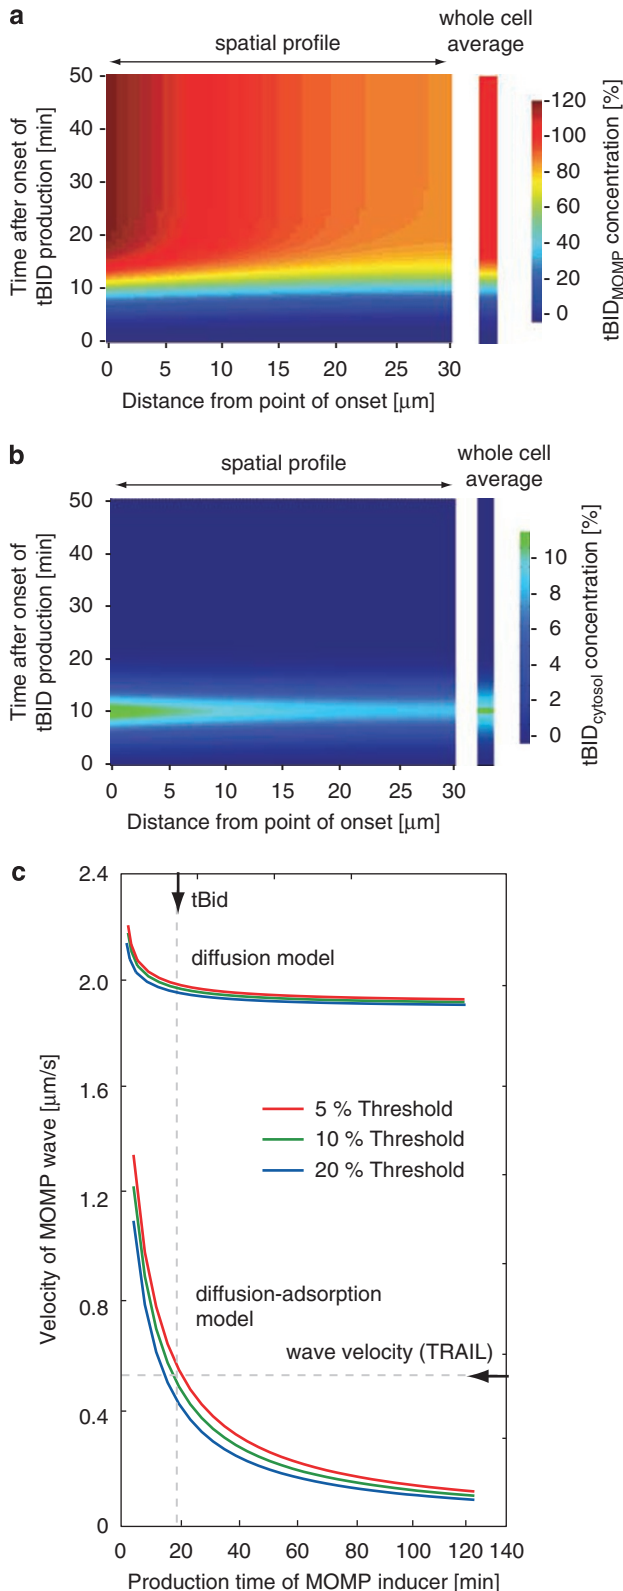 a
spatial profile
whole cell
average
Time after onset of
tBID production [min]
50
40
30
20
10
0
0 5 10 15 20 25 30
Distance from point of onset [μm]
120
100
80
60
40
20
0
tBID_MOMP concentration [%]
b
spatial profile
whole cell
average
Time after onset of
tBID production [min]
50
40
30
20
10
0
0 5 10 15 20 25 30
Distance from point of onset [μm]
10
8
6
4
2
0
tBID_cytosol concentration [%]
c
Velocity of MOMP wave [μm/s]
2.4
2.0
1.6
1.2
0.8
0.4
0
tBid
diffusion model
5 % Threshold
10 % Threshold
20 % Threshold
diffusion-adsorption
model
wave velocity (TRAIL)
0 20 40 60 80 100 120 140
Production time of MOMP inducer [min]